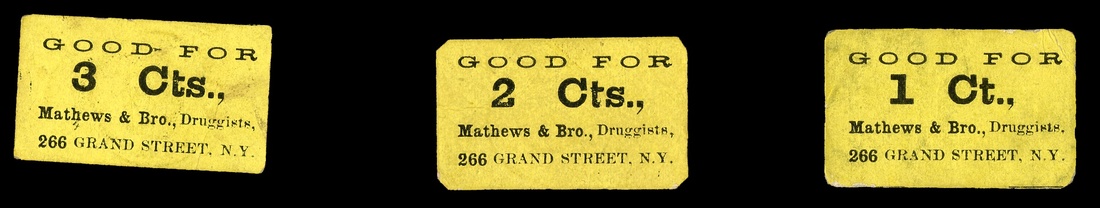 GOOD FOR
3 Cts.,
Mathews & Bro., Druggists,
266 GRAND STREET, N.Y.
GOOD FOR
2 Cts.,
Mathews & Bro., Druggists,
266 GRAND STREET, N.Y.
GOOD FOR
1 Ct.,
Mathews & Bro., Druggists.
266 GRAND STREET, N.Y.